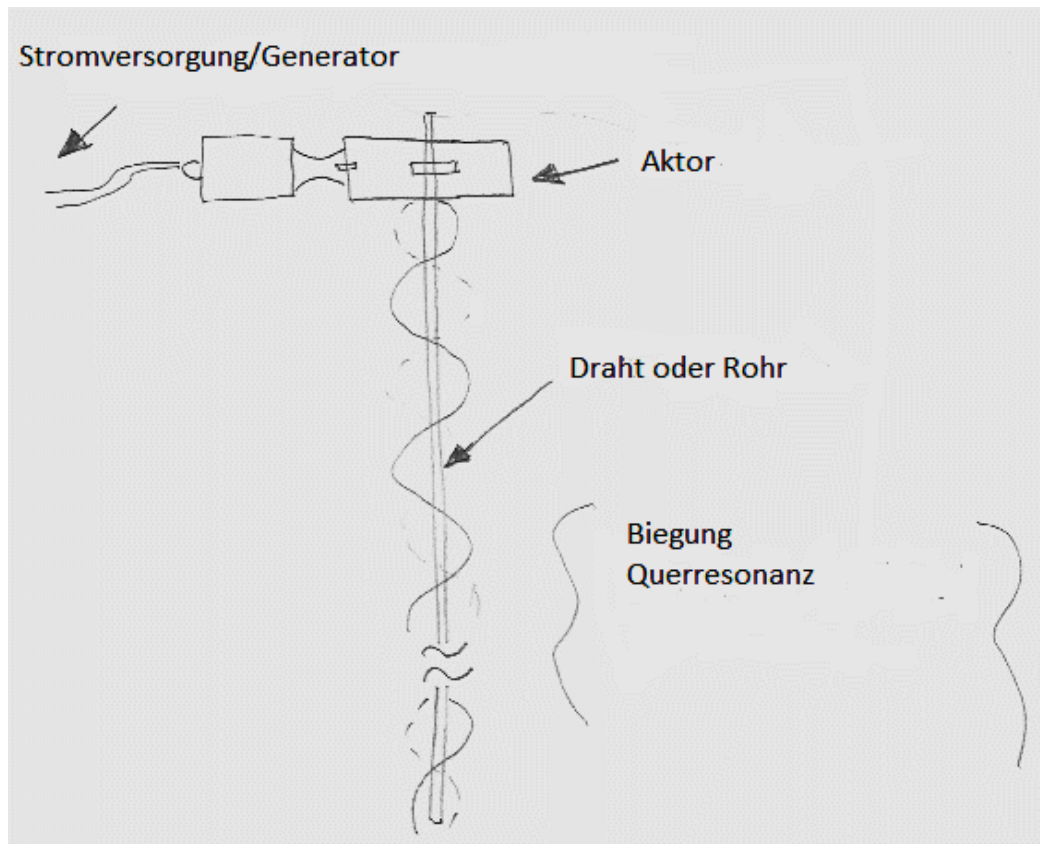 Stromversorgung/Generator
Aktor
Draht oder Rohr
Biegung
Querresonanz